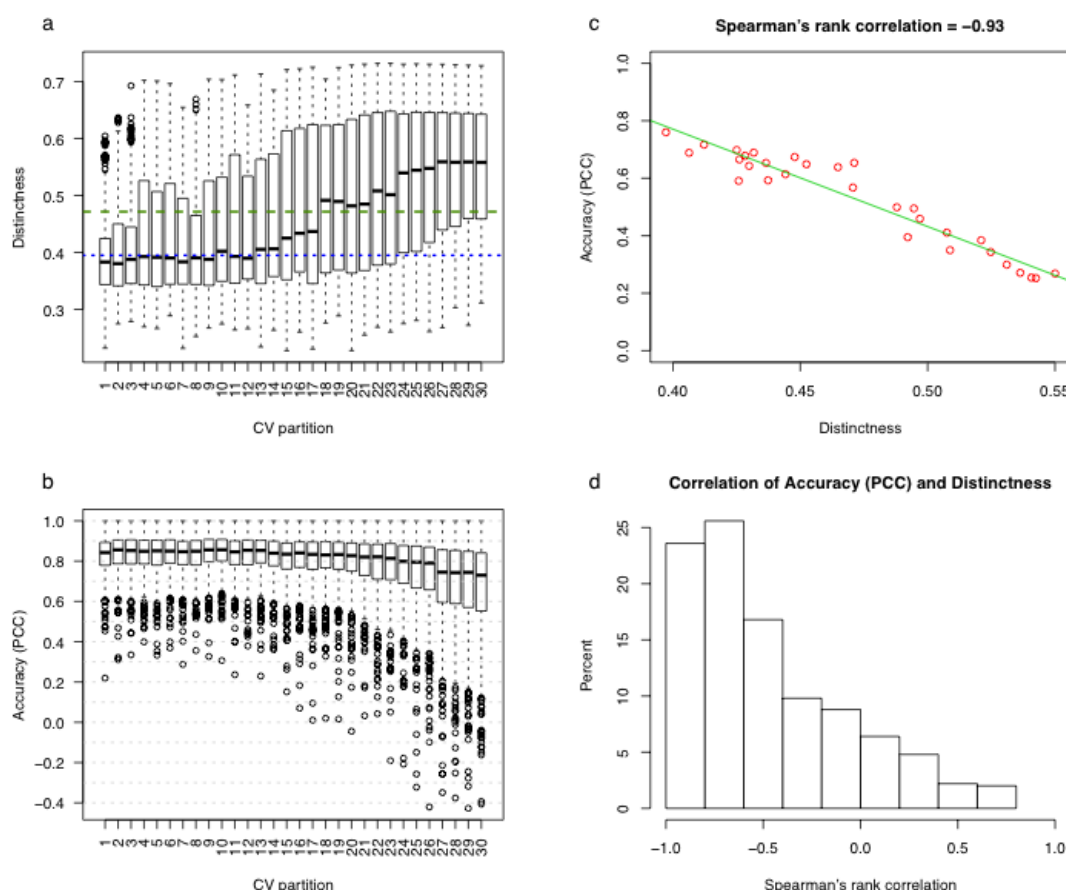 a
Distinctness
0.7
0.6
0.5
0.4
0.3
1 2 3 4 5 6 7 8 9 10 11 12 13 14 15 16 17 18 19 20 21 22 23 24 25 26 27 28 29 30
CV partition
c
Spearman's rank correlation = −0.93
Accuracy (PCC)
1.0
0.8
0.6
0.4
0.2
0.0
0.40 0.45 0.50 0.55
Distinctness
b
Accuracy (PCC)
1.0
0.8
0.6
0.4
0.2
0.0
−0.2
−0.4
1 2 3 4 5 6 7 8 9 10 11 12 13 14 15 16 17 18 19 20 21 22 23 24 25 26 27 28 29 30
CV partition
d
Correlation of Accuracy (PCC) and Distinctness
Percent
25
20
15
10
5
0
−1.0 −0.5 0.0 0.5 1.0
Spearman's rank correlation